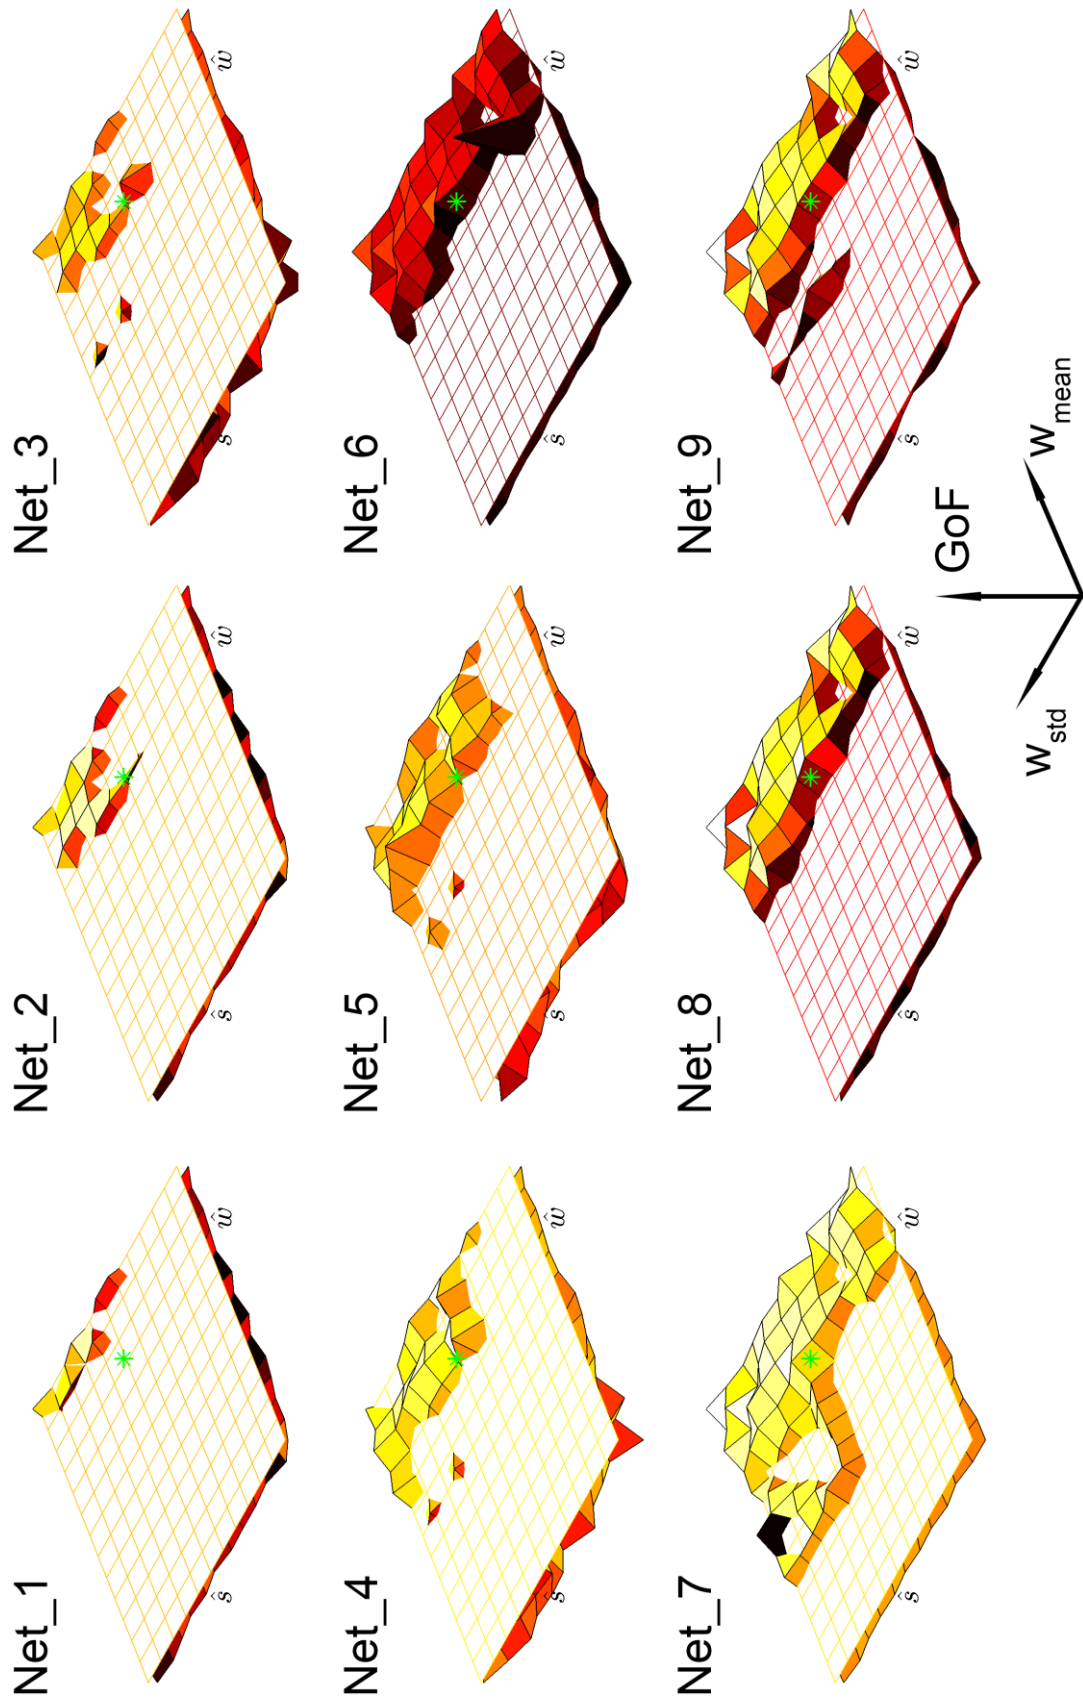 Net_1
Net_2
Net_3
ŝ ŵ
ŝ ŵ
ŝ ŵ
Net_4
Net_5
Net_6
ŝ ŵ
ŝ ŵ
ŝ ŵ
Net_7
Net_8
Net_9
ŝ ŵ
ŝ ŵ
ŝ ŵ
GoF
w_std
w_mean